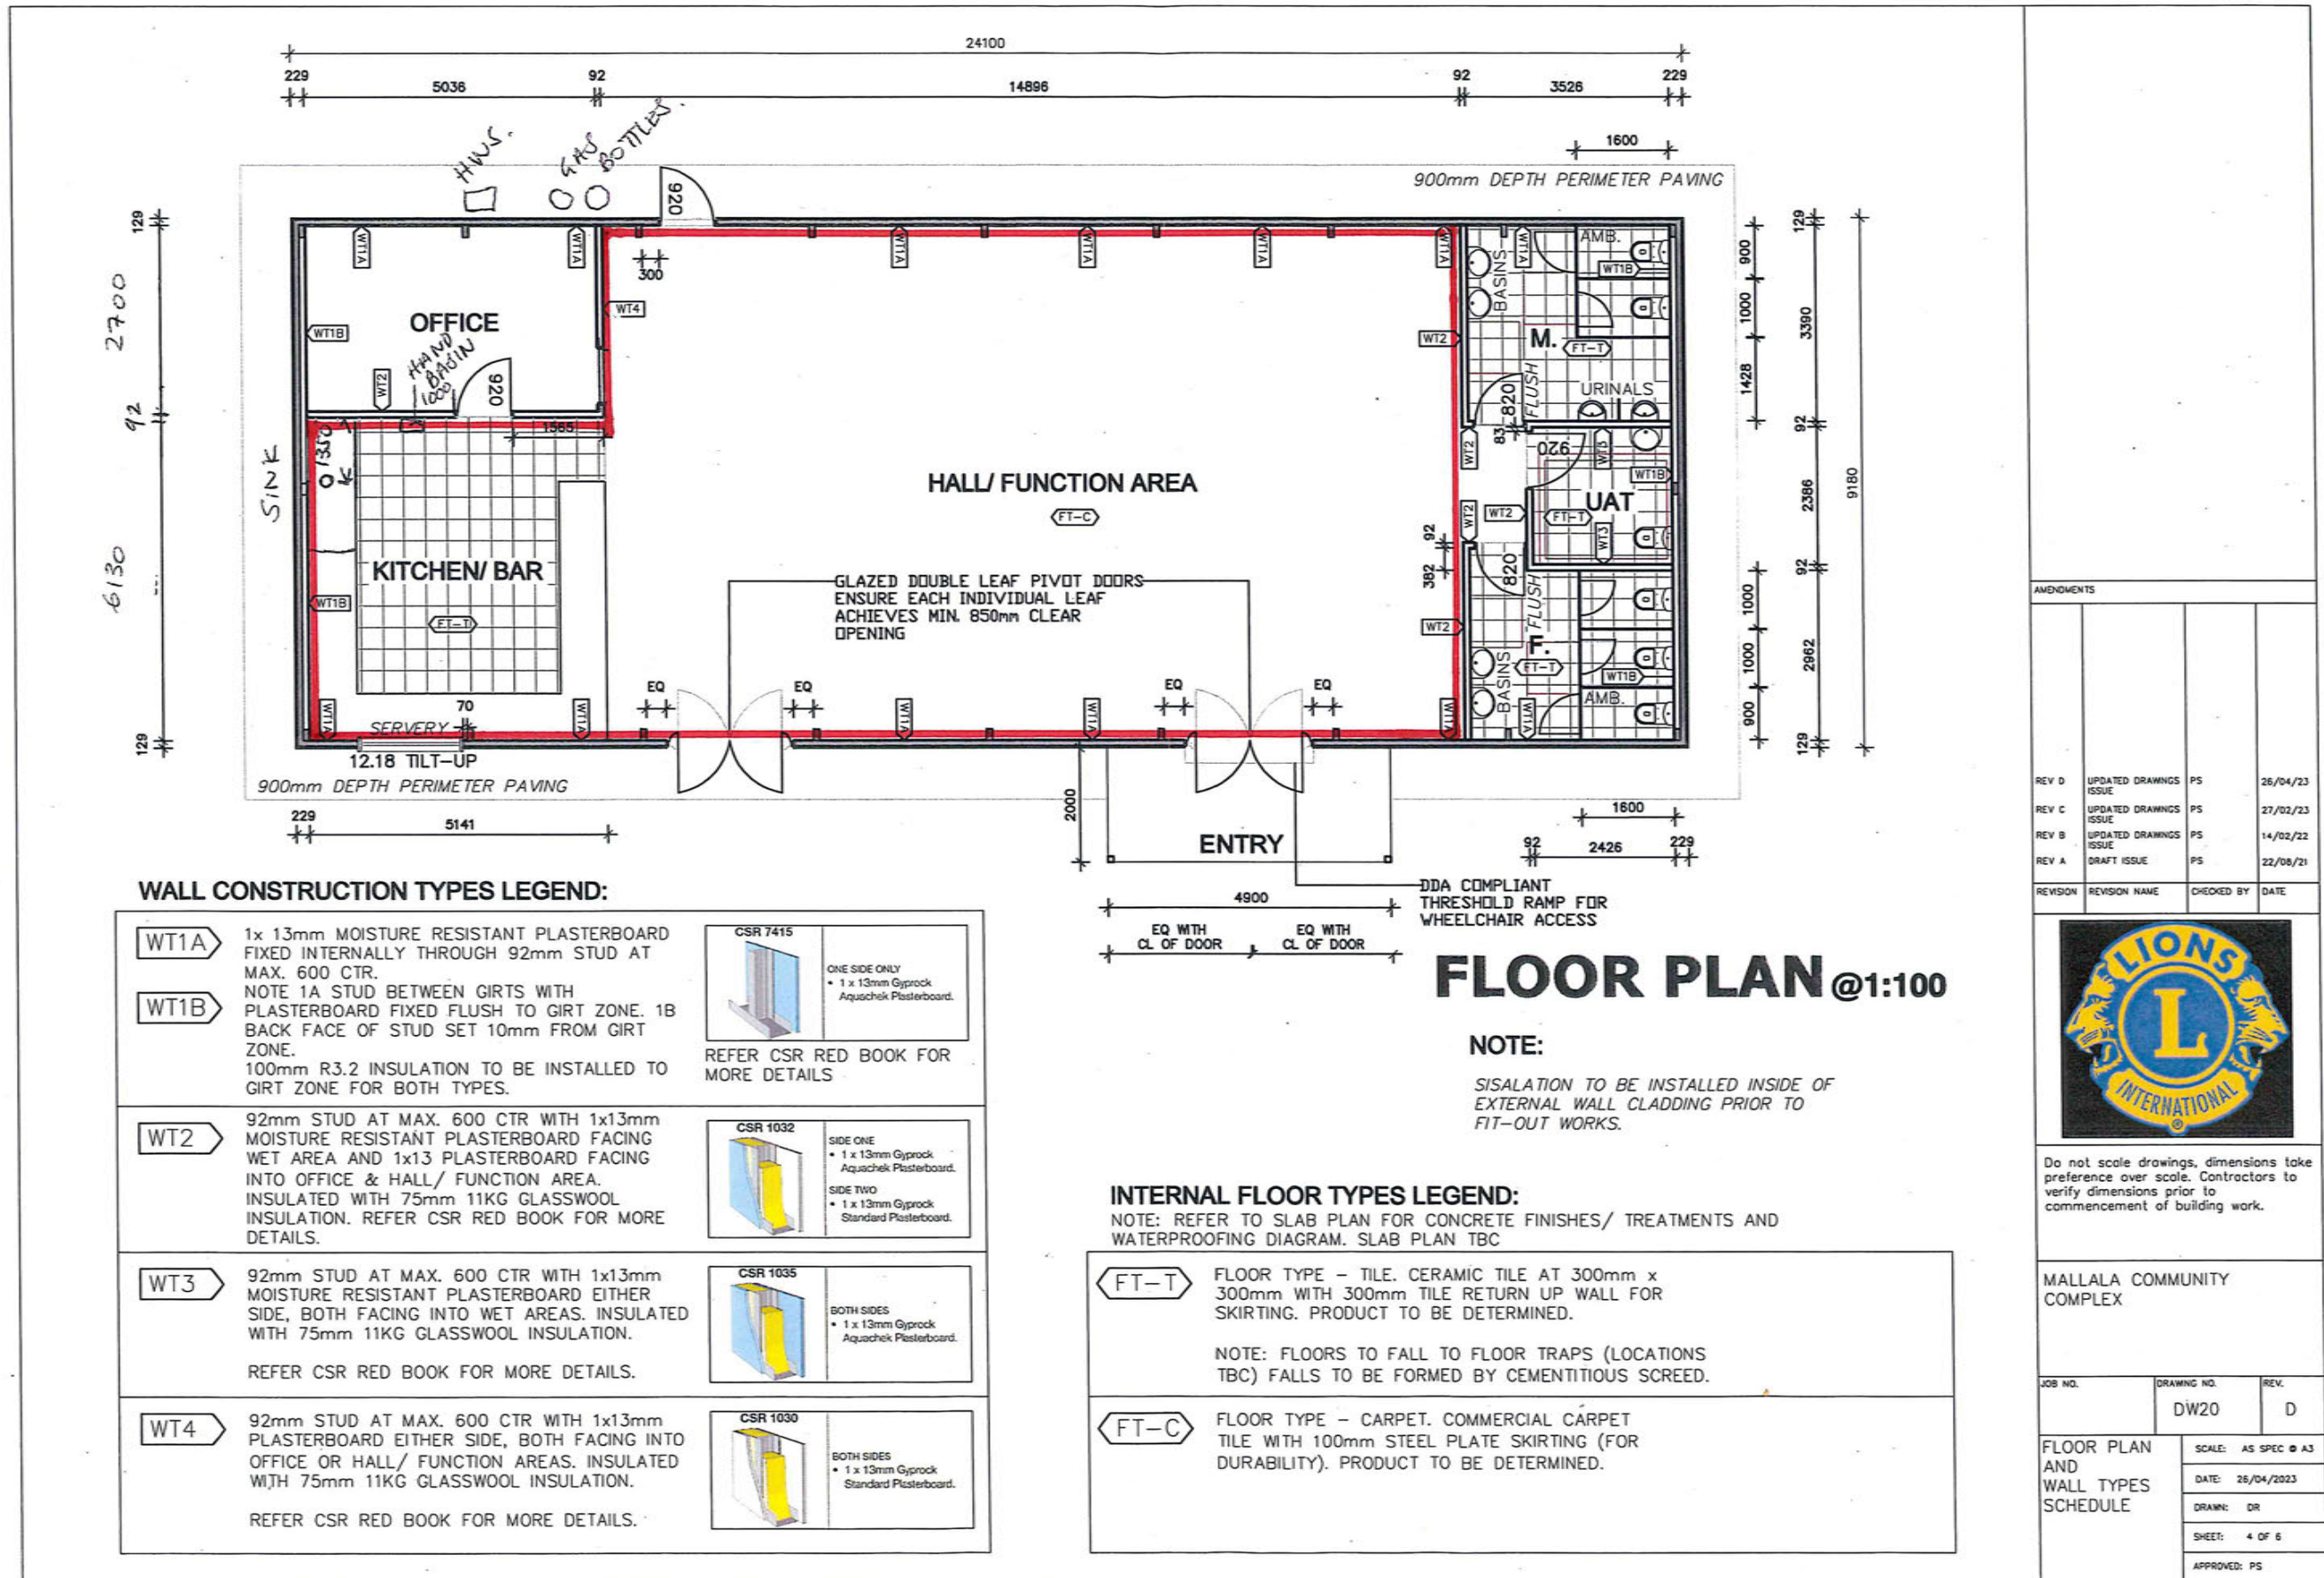 24100
229
5036
92
14896
92
3526
229
1600
HWS.
GAS
BOTTLES.
900mm DEPTH PERIMETER PAVING
129
2700
92
6130
129
SINK
920
WT1A
WT1A
WT1A
WT1A
WT1A
WT1A
WT1A
300
WT4
WT1B
OFFICE
HAND
BASIN
1000
WT2
920
1350
1565
BASINS
AMB.
WT1B
M.
FT-T
WT2
FLUSH
URINALS
820
83
920
WT3
WT2
WT1B
UAT
FT-T
WT2
WT2
WT3
92
382
820
FLUSH
WT2
F.
FT-T
BASINS
WT1B
AMB.
WT1A
WT1A
900
1000
1428
1000
1000
900
129
3390
92
2386
92
2962
129
9180
HALL/ FUNCTION AREA
FT-C
KITCHEN/ BAR
WT1B
FT-T
GLAZED DOUBLE LEAF PIVOT DOORS
ENSURE EACH INDIVIDUAL LEAF
ACHIEVES MIN. 850mm CLEAR
OPENING
EQ
EQ
EQ
EQ
WT1A
WT1A
WT1A
WT1A
70
SERVERY
12.18 TILT-UP
900mm DEPTH PERIMETER PAVING
229
5141
2000
ENTRY
4900
EQ WITH
CL OF DOOR
EQ WITH
CL OF DOOR
1600
92
2426
229
DDA COMPLIANT
THRESHOLD RAMP FOR
WHEELCHAIR ACCESS
FLOOR PLAN @1:100
NOTE:
SISALATION TO BE INSTALLED INSIDE OF
EXTERNAL WALL CLADDING PRIOR TO
FIT-OUT WORKS.
WALL CONSTRUCTION TYPES LEGEND:
WT1A
WT1B
1x 13mm MOISTURE RESISTANT PLASTERBOARD
FIXED INTERNALLY THROUGH 92mm STUD AT
MAX. 600 CTR.
NOTE 1A STUD BETWEEN GIRTS WITH
PLASTERBOARD FIXED FLUSH TO GIRT ZONE. 1B
BACK FACE OF STUD SET 10mm FROM GIRT
ZONE.
100mm R3.2 INSULATION TO BE INSTALLED TO
GIRT ZONE FOR BOTH TYPES.
CSR 7415
ONE SIDE ONLY
• 1 x 13mm Gyprock
Aquachek Plasterboard.
REFER CSR RED BOOK FOR
MORE DETAILS
WT2
92mm STUD AT MAX. 600 CTR WITH 1x13mm
MOISTURE RESISTANT PLASTERBOARD FACING
WET AREA AND 1x13 PLASTERBOARD FACING
INTO OFFICE & HALL/ FUNCTION AREA.
INSULATED WITH 75mm 11KG GLASSWOOL
INSULATION. REFER CSR RED BOOK FOR MORE
DETAILS.
CSR 1032
SIDE ONE
• 1 x 13mm Gyprock
Aquachek Plasterboard.
SIDE TWO
• 1 x 13mm Gyprock
Standard Plasterboard.
WT3
92mm STUD AT MAX. 600 CTR WITH 1x13mm
MOISTURE RESISTANT PLASTERBOARD EITHER
SIDE, BOTH FACING INTO WET AREAS. INSULATED
WITH 75mm 11KG GLASSWOOL INSULATION.
REFER CSR RED BOOK FOR MORE DETAILS.
CSR 1035
BOTH SIDES
• 1 x 13mm Gyprock
Aquachek Plasterboard.
WT4
92mm STUD AT MAX. 600 CTR WITH 1x13mm
PLASTERBOARD EITHER SIDE, BOTH FACING INTO
OFFICE OR HALL/ FUNCTION AREAS. INSULATED
WITH 75mm 11KG GLASSWOOL INSULATION.
REFER CSR RED BOOK FOR MORE DETAILS.
CSR 1030
BOTH SIDES
• 1 x 13mm Gyprock
Standard Plasterboard.
INTERNAL FLOOR TYPES LEGEND:
NOTE: REFER TO SLAB PLAN FOR CONCRETE FINISHES/ TREATMENTS AND
WATERPROOFING DIAGRAM. SLAB PLAN TBC
FT-T
FLOOR TYPE - TILE. CERAMIC TILE AT 300mm x
300mm WITH 300mm TILE RETURN UP WALL FOR
SKIRTING. PRODUCT TO BE DETERMINED.
NOTE: FLOORS TO FALL TO FLOOR TRAPS (LOCATIONS
TBC) FALLS TO BE FORMED BY CEMENTITIOUS SCREED.
FT-C
FLOOR TYPE - CARPET. COMMERCIAL CARPET
TILE WITH 100mm STEEL PLATE SKIRTING (FOR
DURABILITY). PRODUCT TO BE DETERMINED.
AMENDMENTS
REV D UPDATED DRAWINGS ISSUE PS 26/04/23
REV C UPDATED DRAWINGS ISSUE PS 27/02/23
REV B UPDATED DRAWINGS ISSUE PS 14/02/22
REV A DRAFT ISSUE PS 22/08/21
REVISION REVISION NAME CHECKED BY DATE
LIONS
L
INTERNATIONAL
®
Do not scale drawings, dimensions take
preference over scale. Contractors to
verify dimensions prior to
commencement of building work.
MALLALA COMMUNITY
COMPLEX
JOB NO.
DRAWING NO.
DW20
REV.
D
FLOOR PLAN
AND
WALL TYPES
SCHEDULE
SCALE: AS SPEC @ A3
DATE: 26/04/2023
DRAWN: DR
SHEET: 4 OF 6
APPROVED: PS